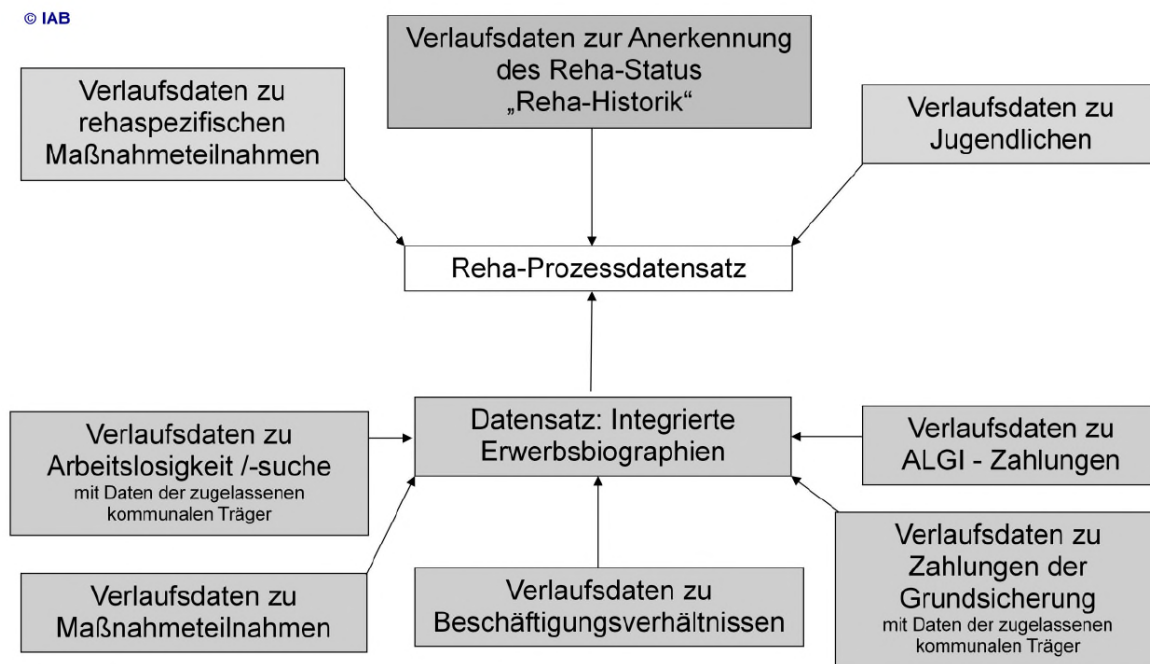 © IAB
Verlaufsdaten zur Anerkennung
des Reha-Status
„Reha-Historik“
Verlaufsdaten zu
rehaspezifischen
Maßnahmeteilnahmen
Verlaufsdaten zu
Jugendlichen
Reha-Prozessdatensatz
Datensatz: Integrierte
Erwerbsbiographien
Verlaufsdaten zu
Arbeitslosigkeit /-suche
mit Daten der zugelassenen
kommunalen Träger
Verlaufsdaten zu
ALGI - Zahlungen
Verlaufsdaten zu
Maßnahmeteilnahmen
Verlaufsdaten zu
Beschäftigungsverhältnissen
Verlaufsdaten zu
Zahlungen der
Grundsicherung
mit Daten der zugelassenen
kommunalen Träger